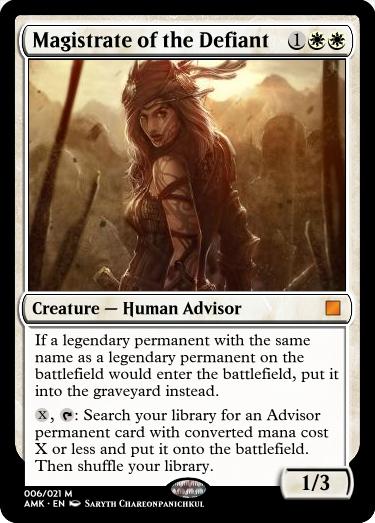 Magistrate of the Defiant 1
Creature — Human Advisor
If a legendary permanent with the same
name as a legendary permanent on the
battlefield would enter the battlefield, put it
into the graveyard instead.
X, : Search your library for an Advisor
permanent card with converted mana cost
X or less and put it onto the battlefield.
Then shuffle your library.
1/3
006/021 M
AMK • EN Saryth Chareonpanichkul